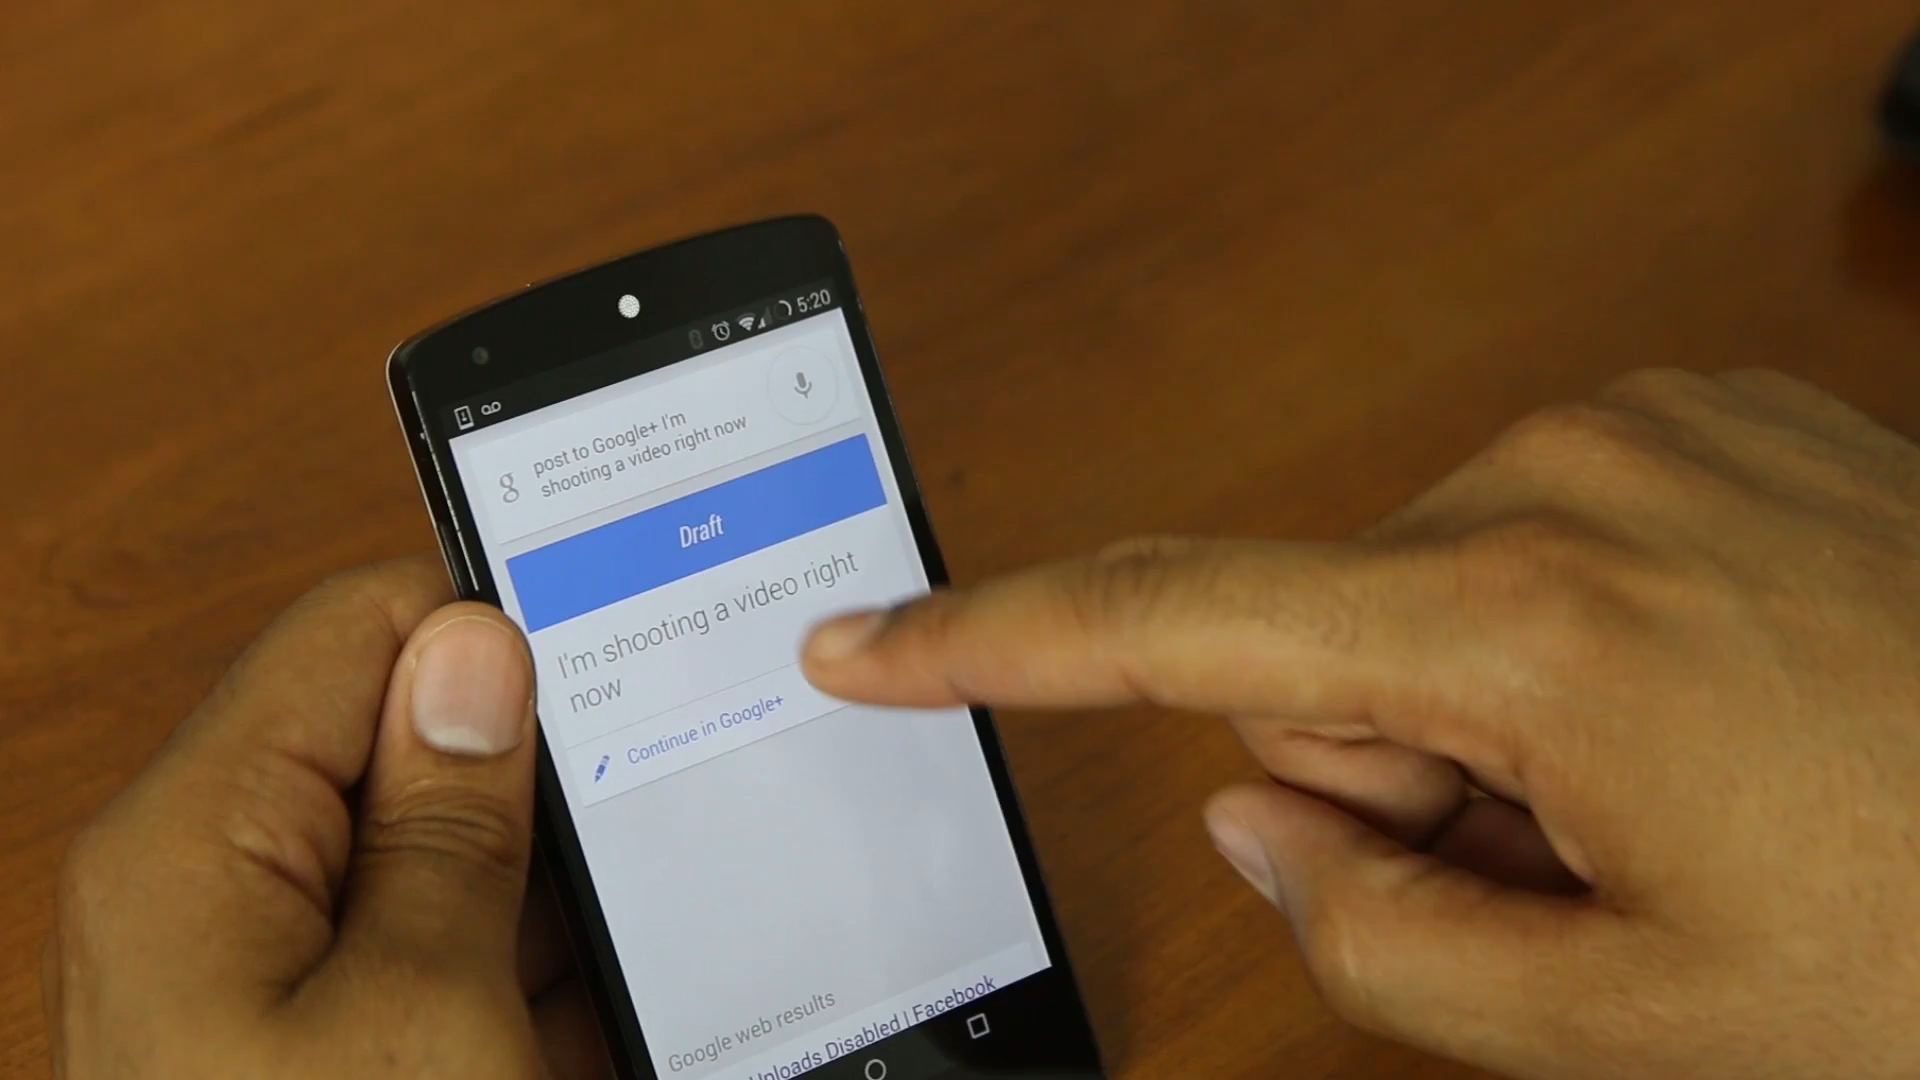 5:20
g
post to Google+ I'm
shooting a video right now
Draft
I'm shooting a video right
now
Continue in Google+
Google web results
Uploads Disabled | Facebook